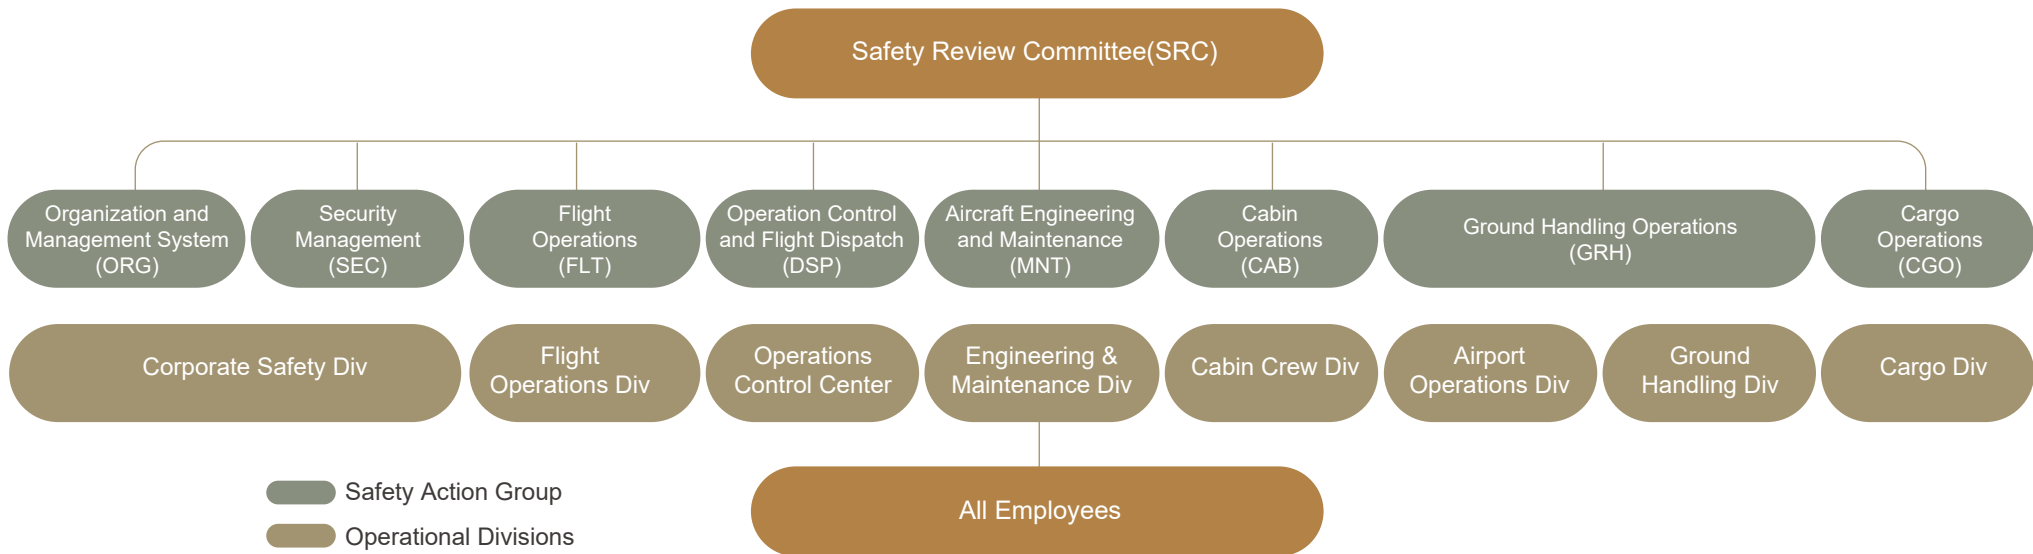 Safety Review Committee(SRC)
Organization and
Management System
(ORG)
Security
Management
(SEC)
Flight
Operations
(FLT)
Operation Control
and Flight Dispatch
(DSP)
Aircraft Engineering
and Maintenance
(MNT)
Cabin
Operations
(CAB)
Ground Handling Operations
(GRH)
Cargo
Operations
(CGO)
Corporate Safety Div
Flight
Operations Div
Operations
Control Center
Engineering &
Maintenance Div
Cabin Crew Div
Airport
Operations Div
Ground
Handling Div
Cargo Div
All Employees
Safety Action Group
Operational Divisions